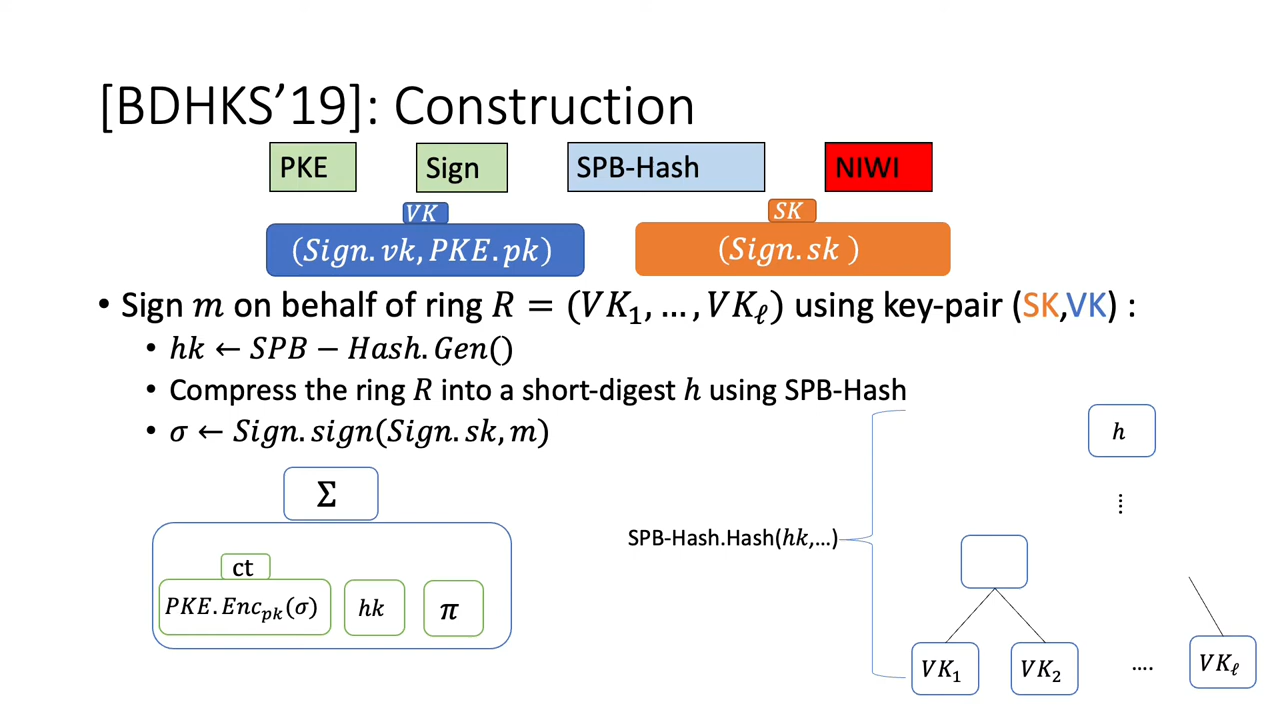 [BDHKS’19]: Construction
PKE
Sign
SPB-Hash
NIWI
VK
(Sign.vk, PKE.pk)
SK
(Sign.sk )
• Sign m on behalf of ring R = (VK₁, … , VKℓ) using key-pair (SK,VK) :
• hk ← SPB − Hash.Gen()
• Compress the ring R into a short-digest h using SPB-Hash
• σ ← Sign.sign(Sign.sk, m)
Σ
ct
PKE.Enc_pk(σ)
hk
π
SPB-Hash.Hash(hk,…)
h
⋮
VK₁
VK₂
….
VKℓ